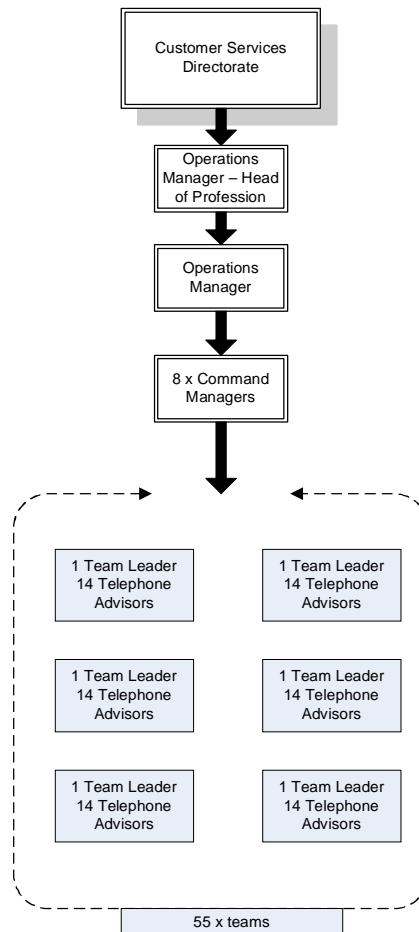 Customer Services
Directorate
Operations
Manager – Head
of Profession
Operations
Manager
8 x Command
Managers
1 Team Leader
14 Telephone
Advisors
1 Team Leader
14 Telephone
Advisors
1 Team Leader
14 Telephone
Advisors
1 Team Leader
14 Telephone
Advisors
1 Team Leader
14 Telephone
Advisors
1 Team Leader
14 Telephone
Advisors
55 x teams